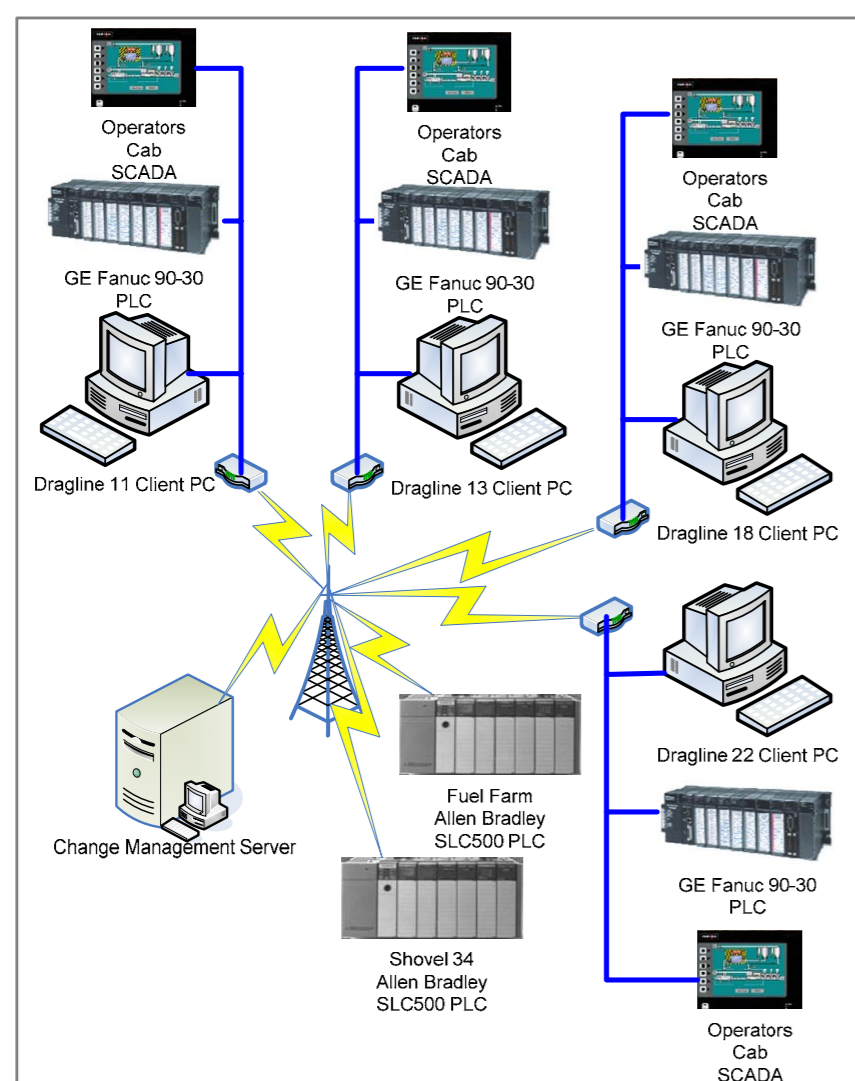 Operators
Cab
SCADA
GE Fanuc 90-30
PLC
Dragline 11 Client PC
Operators
Cab
SCADA
GE Fanuc 90-30
PLC
Dragline 13 Client PC
Operators
Cab
SCADA
GE Fanuc 90-30
PLC
Dragline 18 Client PC
Dragline 22 Client PC
GE Fanuc 90-30
PLC
Operators
Cab
SCADA
Change Management Server
Fuel Farm
Allen Bradley
SLC500 PLC
Shovel 34
Allen Bradley
SLC500 PLC